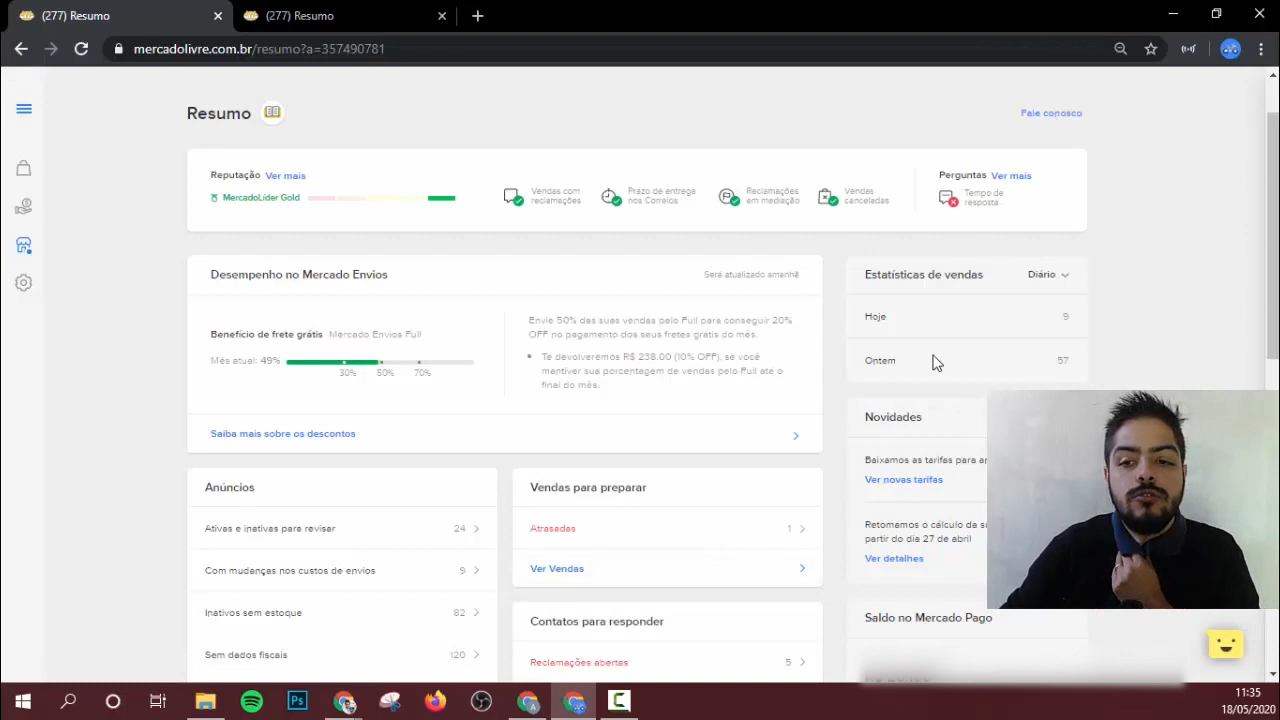 (277) Resumo
(277) Resumo
mercadolivre.com.br/resumo?a=357490781
Resumo
Fale conosco
Reputação Ver mais
MercadoLíder Gold
Vendas com
reclamações
Prazo de entrega
nos Correios
Reclamações
em mediação
Vendas
canceladas
Perguntas Ver mais
Tempo de
resposta
Desempenho no Mercado Envios
Será atualizado amanhã
Benefício de frete grátis Mercado Envios Full
Mês atual: 49%
30% 50% 70%
Envie 50% das suas vendas pelo Full para conseguir 20%
OFF no pagamento dos seus fretes grátis do mês.
• Te devolveremos R$ 238.00 (10% OFF), se você
mantiver sua porcentagem de vendas pelo Full até o
final do mês.
Saiba mais sobre os descontos
Estatísticas de vendas Diário
Hoje 9
Ontem 57
Novidades
Baixamos as tarifas para
Ver novas tarifas
Retomamos o cálculo da
partir do dia 27 de abril
Ver detalhes
Saldo no Mercado Pago
Anúncios
Ativas e inativas para revisar 24
Com mudanças nos custos de envios 9
Inativos sem estoque 82
Sem dados fiscais 120
Vendas para preparar
Atrasadas 1
Ver Vendas
Contatos para responder
Reclamações abertas 5
Ps
11:35
18/05/2020